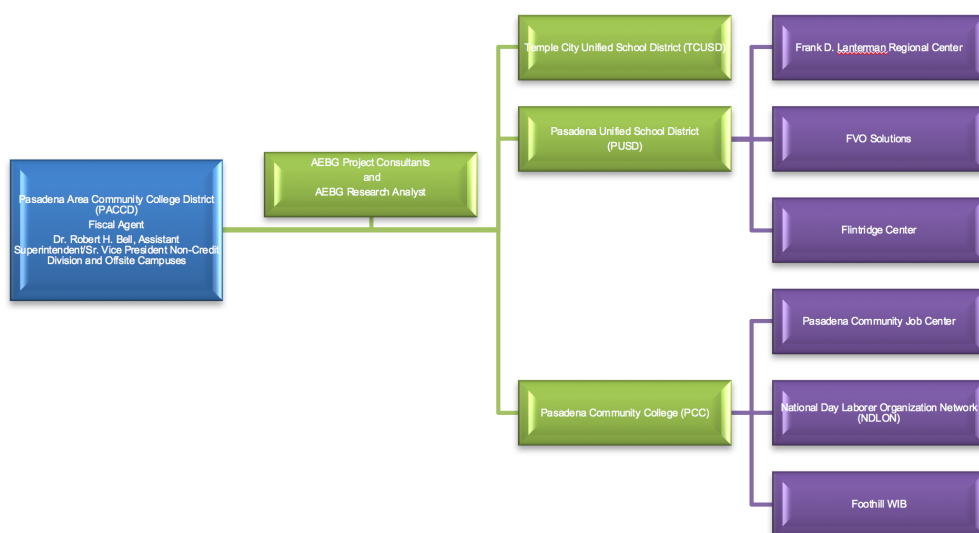 Pasadena Area Community College District
(PACCD)
Fiscal Agent
Dr. Robert H. Bell, Assistant
Superintendent/Sr. Vice President Non-Credit
Division and Offsite Campuses
AEBG Project Consultants
and
AEBG Research Analyst
Temple City Unified School District (TCUSD)
Pasadena Unified School District
(PUSD)
Pasadena Community College (PCC)
Frank D. Lanterman Regional Center
FVO Solutions
Flintridge Center
Pasadena Community Job Center
National Day Laborer Organization Network
(NDLON)
Foothill WIB